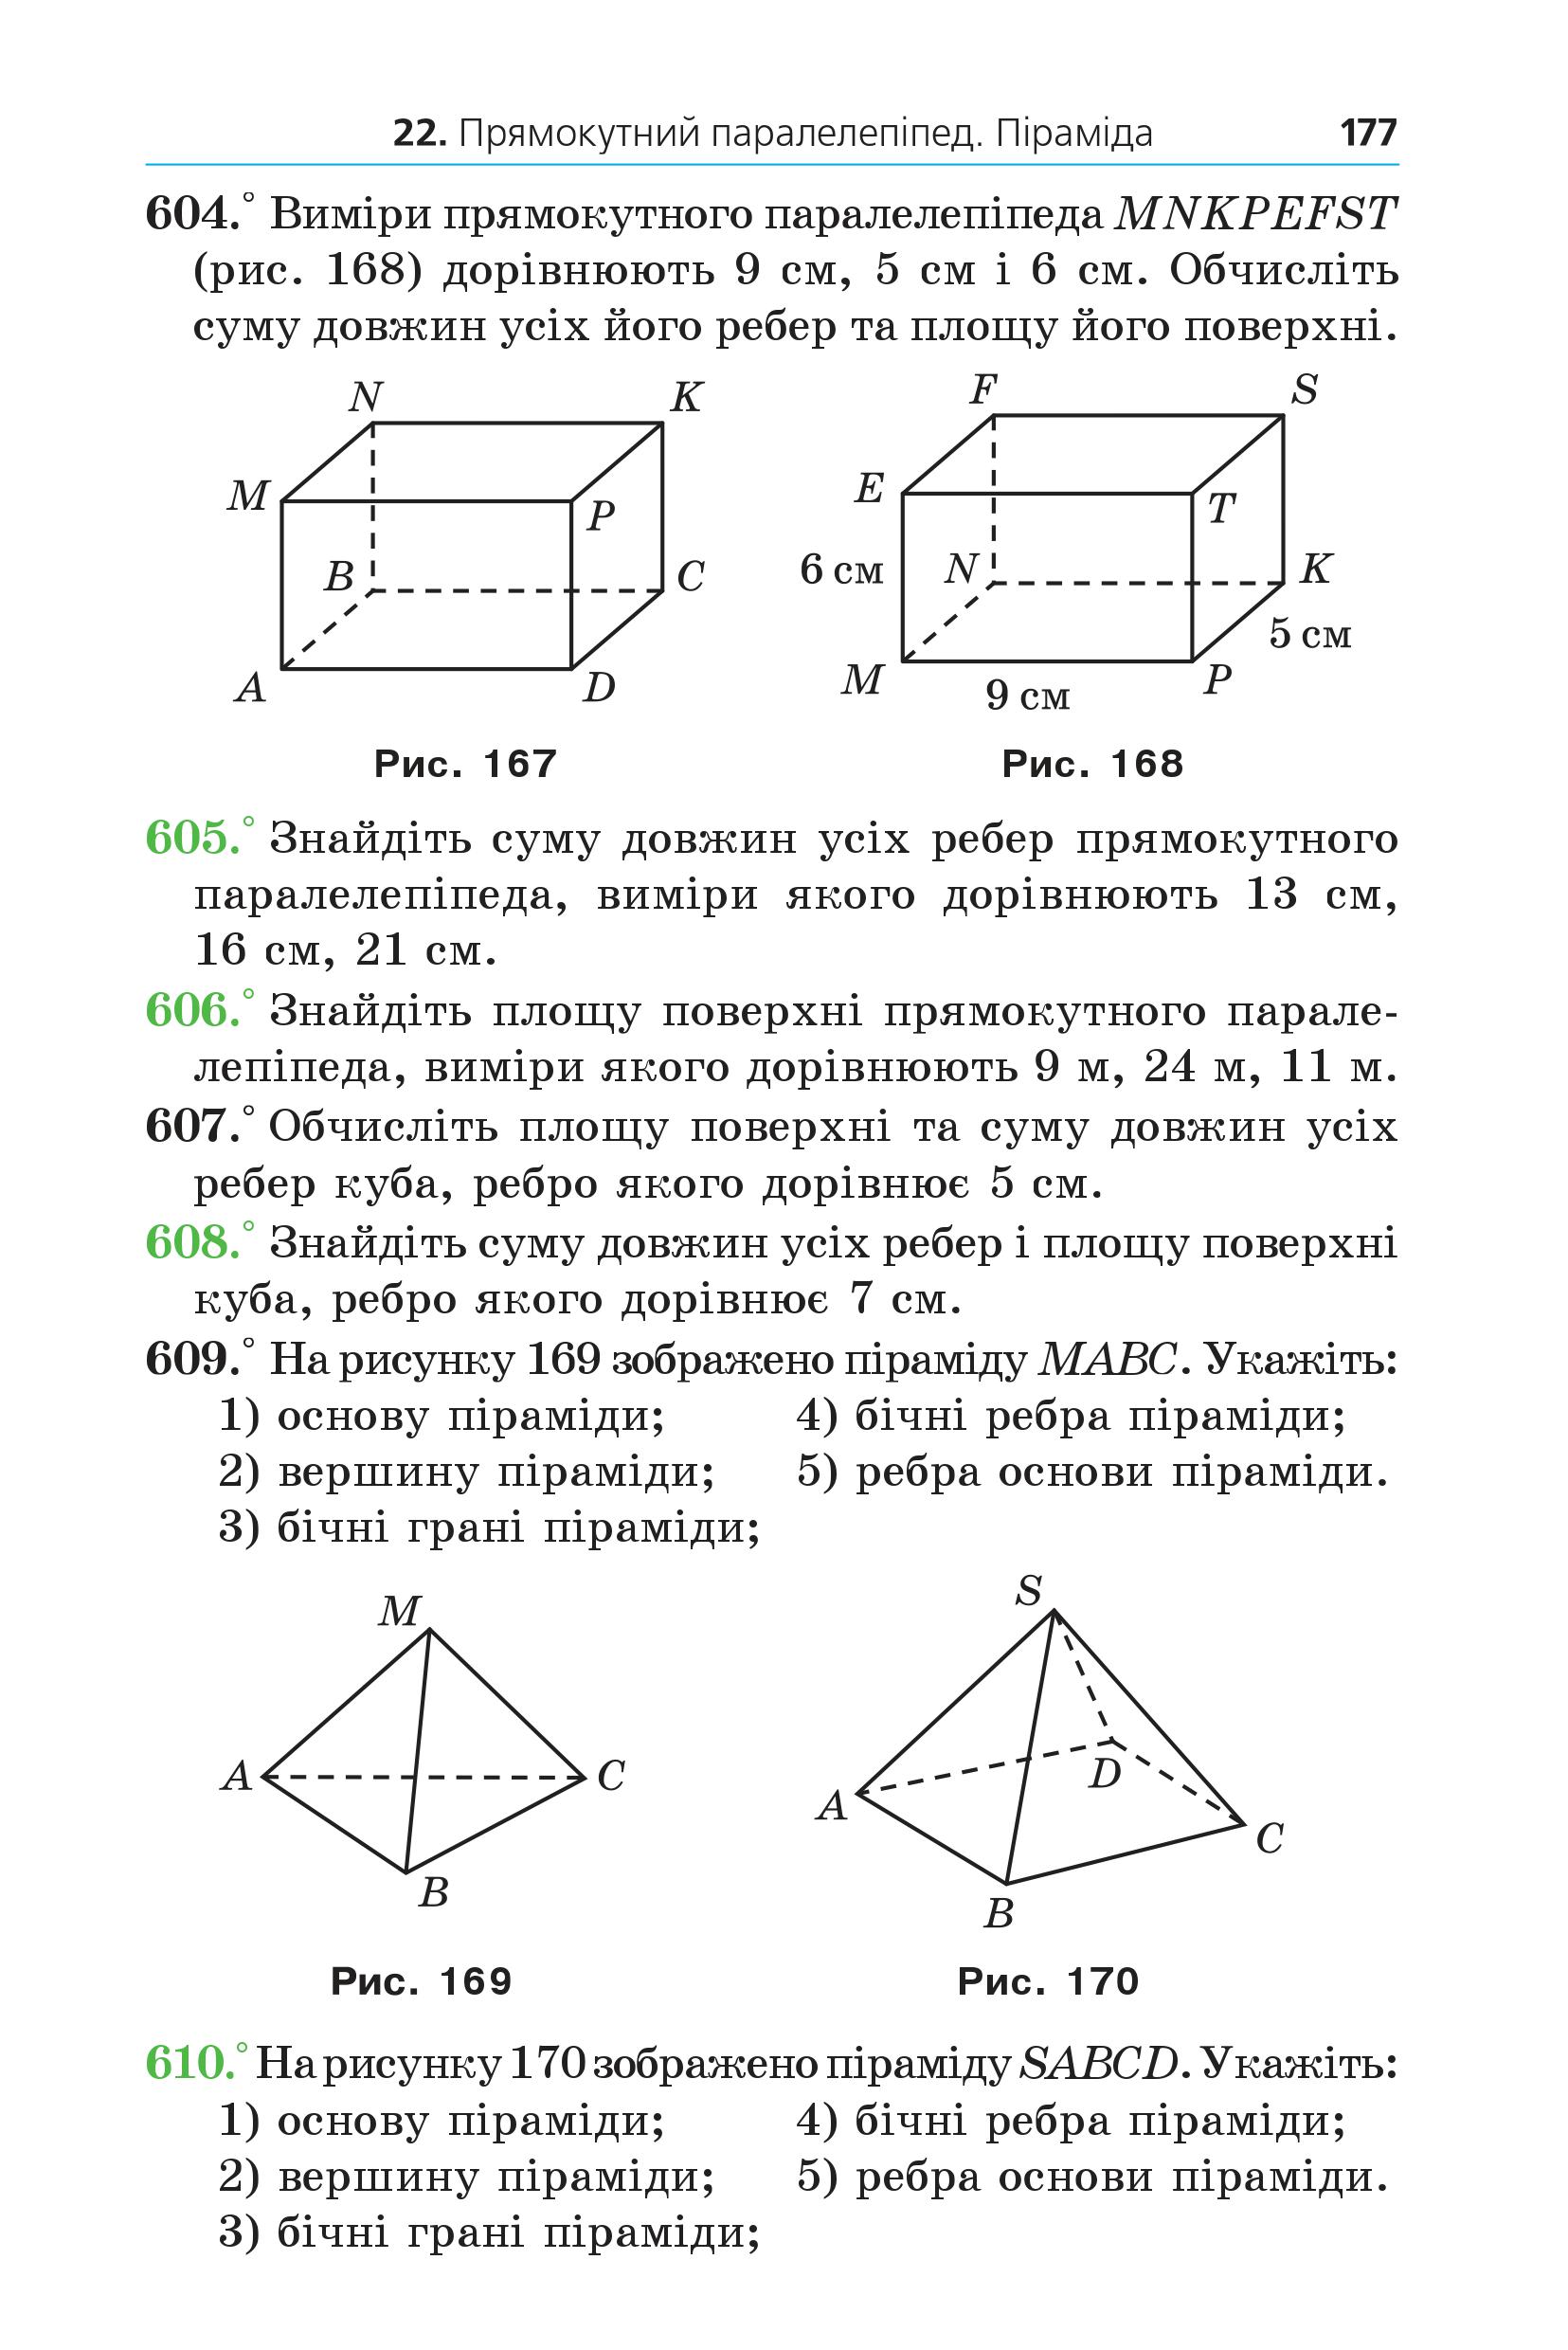 22. Прямокутний паралелепіпед. Піраміда 177
604.° Виміри прямокутного паралелепіпеда MNKPEFST
(рис. 168) дорівнюють 9 см, 5 см і 6 см. Обчисліть
суму довжин усіх його ребер та площу його поверхні.
N K
M P
B C
A D
F S
E T
6 см N K
5 см
M P
9 см
Рис. 167 Рис. 168
605.° Знайдіть суму довжин усіх ребер прямокутного
паралелепіпеда, виміри якого дорівнюють 13 см,
16 см, 21 см.
606.° Знайдіть площу поверхні прямокутного парале-
лепіпеда, виміри якого дорівнюють 9 м, 24 м, 11 м.
607.° Обчисліть площу поверхні та суму довжин усіх
ребер куба, ребро якого дорівнює 5 см.
608.° Знайдіть суму довжин усіх ребер і площу поверхні
куба, ребро якого дорівнює 7 см.
609.° На рисунку 169 зображено піраміду MABC. Укажіть:
1) основу піраміди; 4) бічні ребра піраміди;
2) вершину піраміди; 5) ребра основи піраміди.
3) бічні грані піраміди;
M
A C
B
S
D
A
C
B
Рис. 169 Рис. 170
610.° На рисунку 170 зображено піраміду SABCD. Укажіть:
1) основу піраміди; 4) бічні ребра піраміди;
2) вершину піраміди; 5) ребра основи піраміди.
3) бічні грані піраміди;